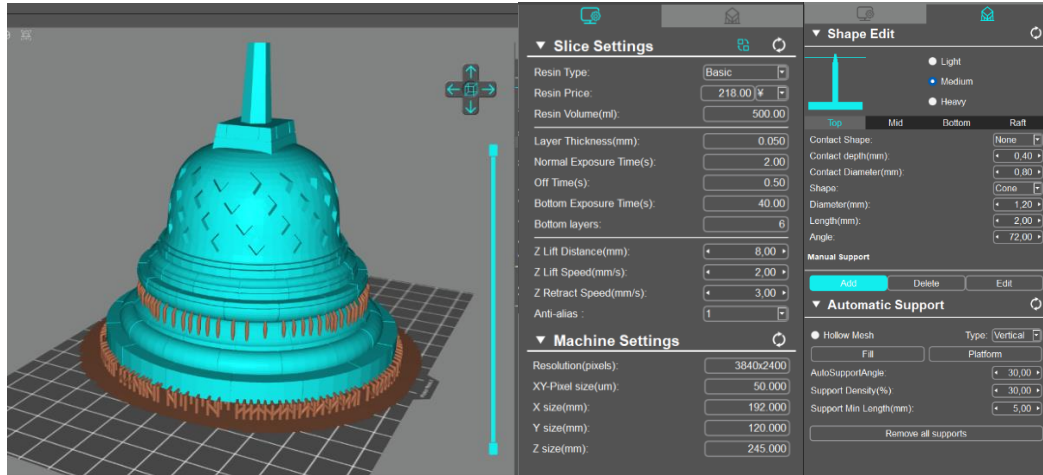 Slice Settings
Resin Type: Basic
Resin Price: 218.00 ¥
Resin Volume(ml): 500.00
Layer Thickness(mm): 0.050
Normal Exposure Time(s): 2.00
Off Time(s): 0.50
Bottom Exposure Time(s): 40.00
Bottom layers: 6
Z Lift Distance(mm): 8,00
Z Lift Speed(mm/s): 2,00
Z Retract Speed(mm/s): 3,00
Anti-alias : 1
Machine Settings
Resolution(pixels): 3840x2400
XY-Pixel size(um): 50.000
X size(mm): 192.000
Y size(mm): 120.000
Z size(mm): 245.000
Shape Edit
Light
Medium
Heavy
Top Mid Bottom Raft
Contact Shape: None
Contact depth(mm): 0,40
Contact Diameter(mm): 0,80
Shape: Cone
Diameter(mm): 1,20
Length(mm): 2,00
Angle: 72,00
Manual Support
Add Delete Edit
Automatic Support
Hollow Mesh Type: Vertical
Fill Platform
AutoSupportAngle: 30,00
Support Density(%): 30,00
Support Min Length(mm): 5,00
Remove all supports